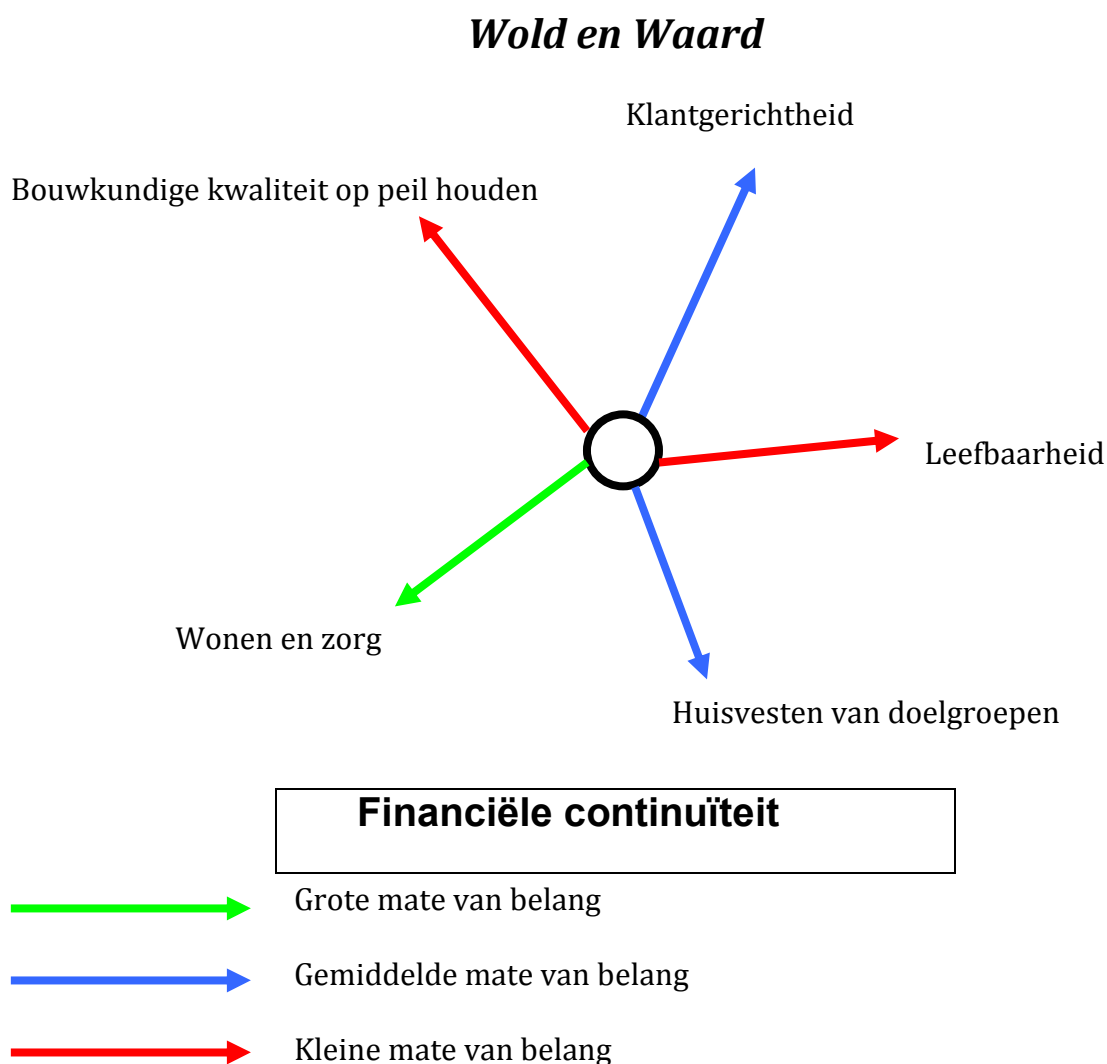 Wold en Waard
Klantgerichtheid
Bouwkundige kwaliteit op peil houden
Leefbaarheid
Wonen en zorg
Huisvesten van doelgroepen
Financiële continuïteit
Grote mate van belang
Gemiddelde mate van belang
Kleine mate van belang